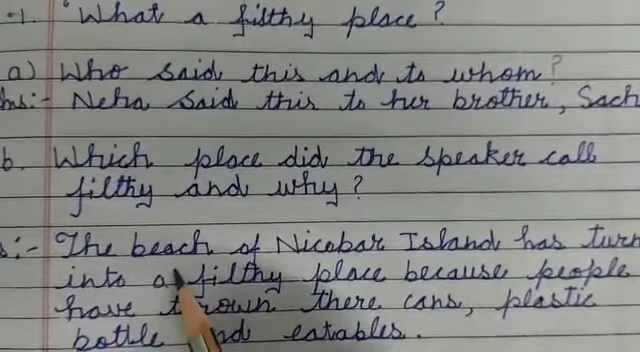 -1. "What a filthy place?
a) Who said this and to whom?
Ans:- Neha said this to her brother, Sach
b. Which place did the speaker call
filthy and why?
s:- The beach of Nicobar Island has turn
into a filthy place because people
have thrown there cans, plastic
bottle and eatables.